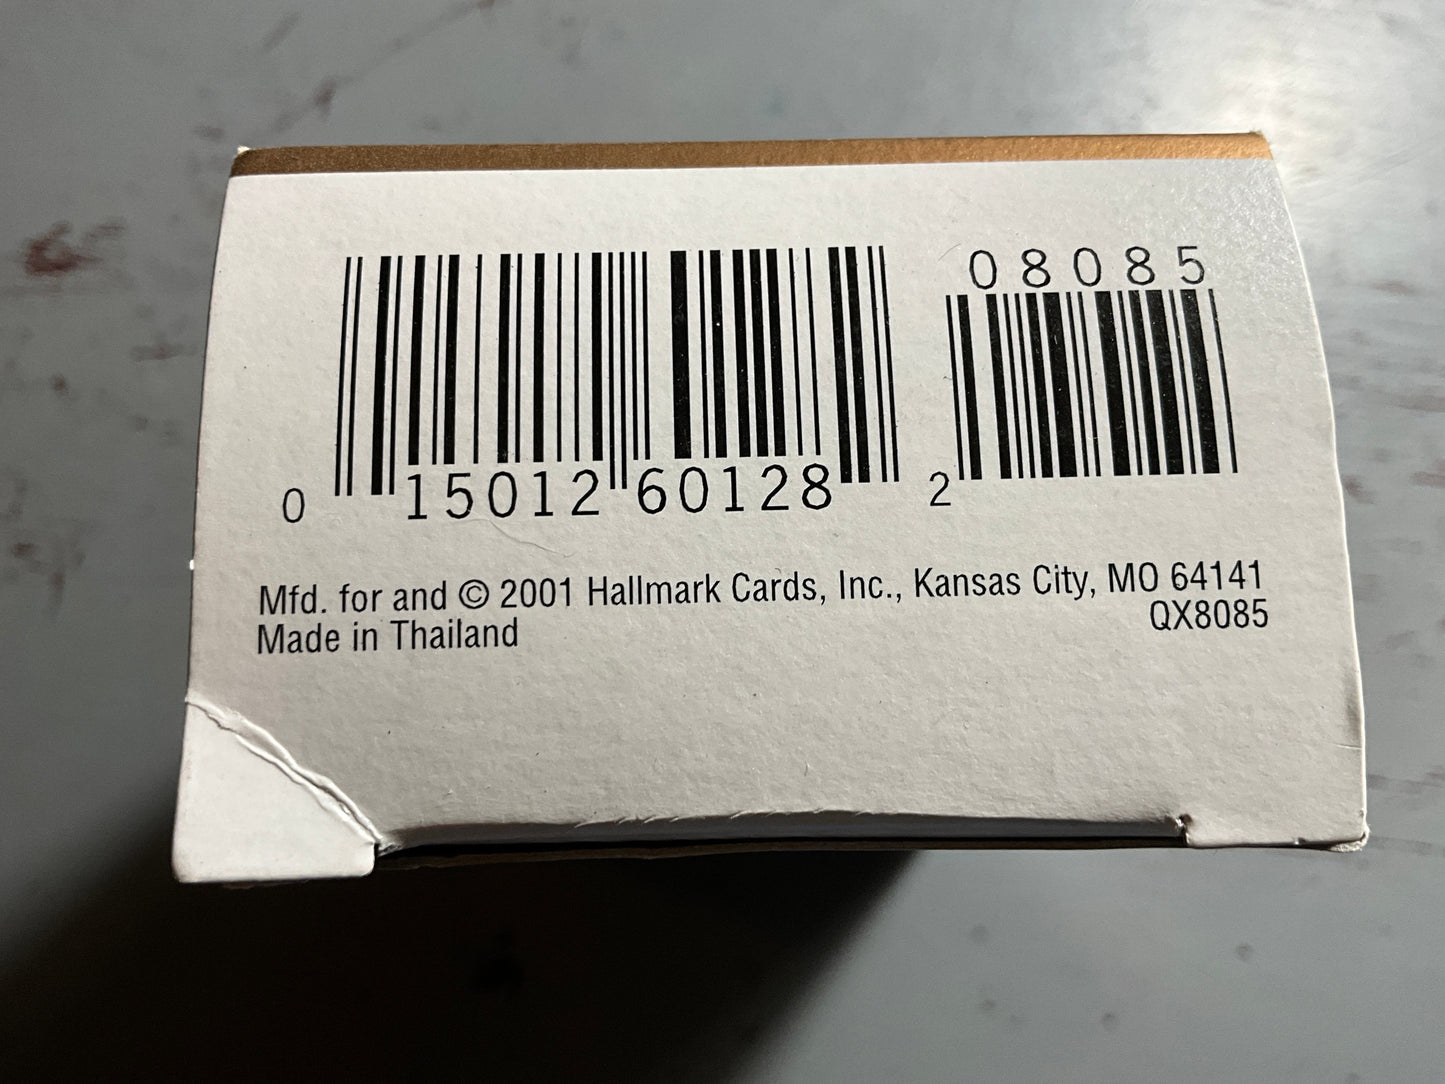 08085
0 15012 60128 2
Mfd. for and © 2001 Hallmark Cards, Inc., Kansas City, MO 64141
QX8085
Made in Thailand